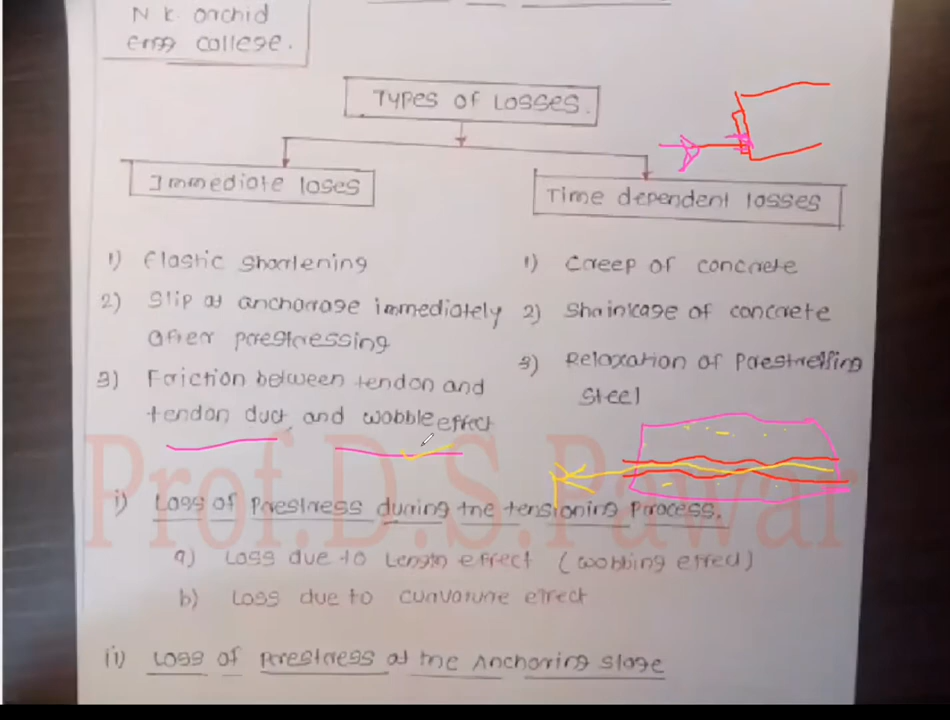 N K. Orchid
Engg College.
Types of Losses.
Immediate loses
Time dependent losses
1) Elastic Shortening
2) Slip at anchorage immediately
after prestressing
3) Friction between tendon and
tendon duct, and wobble effect
1) Creep of concrete
2) Shrinkage of concrete
3) Relaxation of Prestressing
Steel
Prof.D.S.Pawar
i) Loss of Prestress during the tensioning Process.
a) Loss due to Length effect (wobbing effect)
b) Loss due to curvature effect
ii) Loss of Prestress at the Anchoring Stage